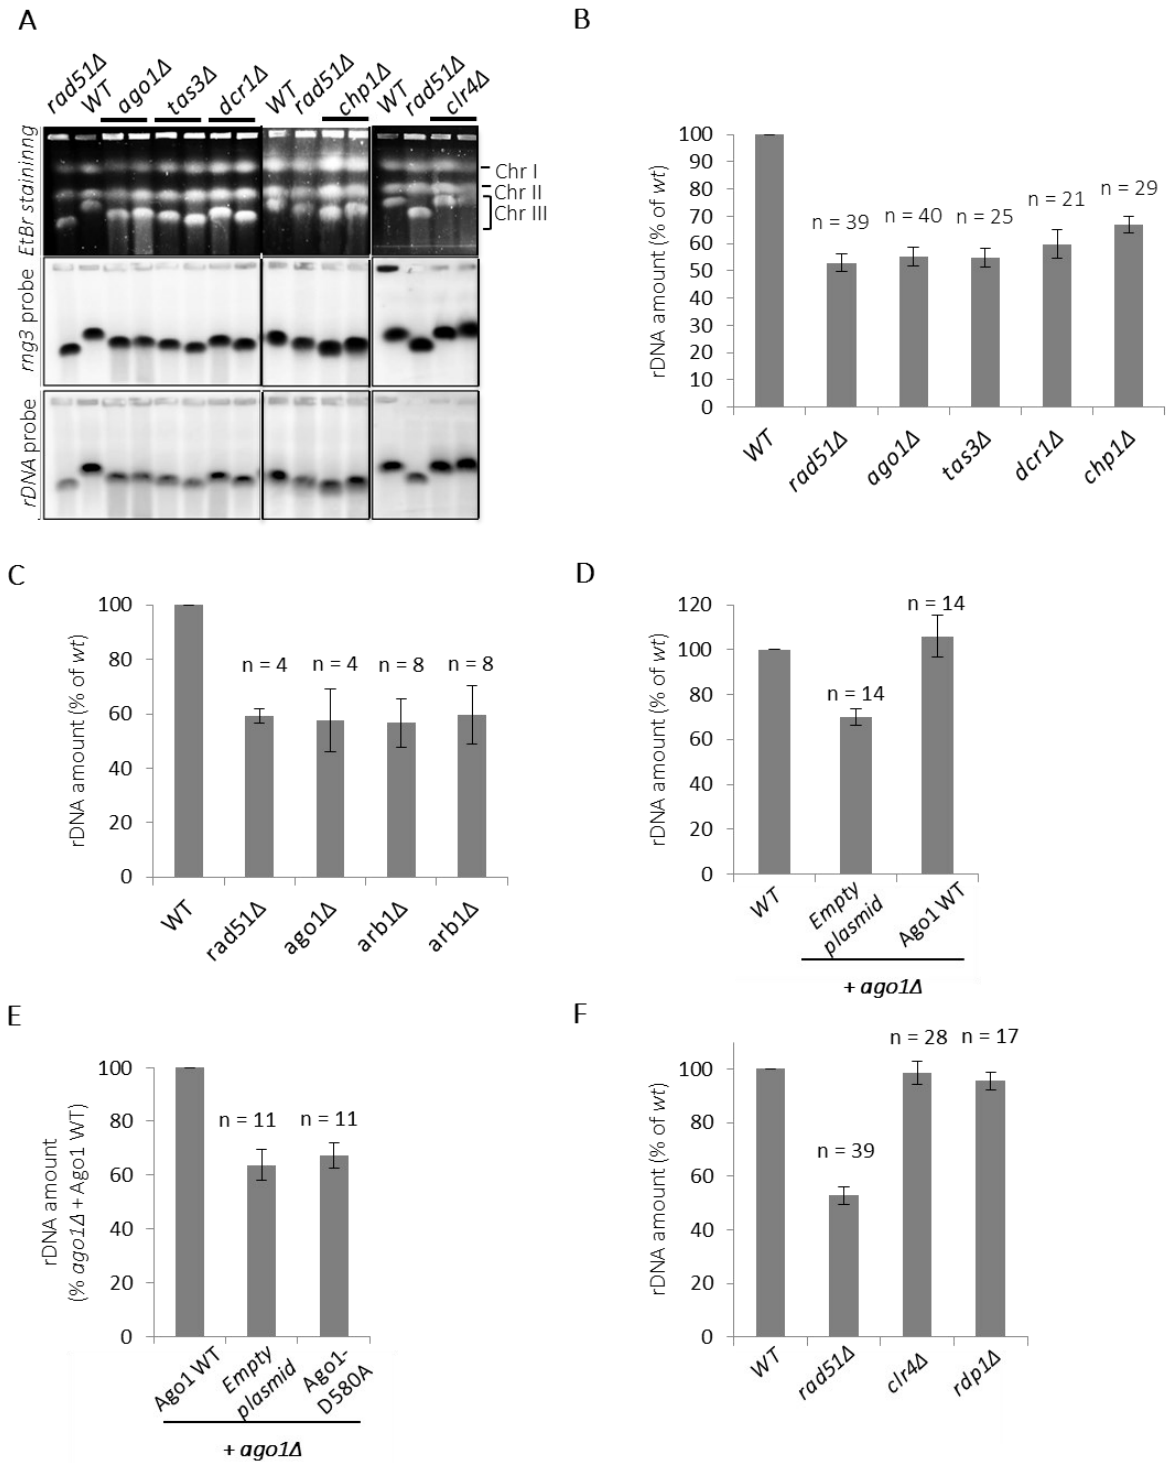 A
rad51Δ WT ago1Δ tas3Δ dcr1Δ WT rad51Δ chp1Δ WT rad51Δ clr4Δ
EtBr stainining
Chr I
Chr II
Chr III
rng3 probe
rDNA probe
B
rDNA amount (% of wt)
100
90
80
70
60
50
40
30
20
10
0
n = 39
n = 40
n = 25
n = 21
n = 29
WT rad51Δ ago1Δ tas3Δ dcr1Δ chp1Δ
C
rDNA amount (% of wt)
100
80
60
40
20
0
n = 4 n = 4 n = 8 n = 8
WT rad51Δ ago1Δ arb1Δ arb1Δ
D
rDNA amount (% of wt)
120
100
80
60
40
20
0
n = 14
n = 14
WT
Empty
plasmid
Ago1 WT
+ ago1Δ
E
rDNA amount
(% ago1Δ + Ago1 WT)
100
80
60
40
20
0
n = 11 n = 11
Ago1 WT
Empty
plasmid
Ago1-
D580A
+ ago1Δ
F
rDNA amount (% of wt)
100
80
60
40
20
0
n = 39
n = 28 n = 17
WT rad51Δ clr4Δ rdp1Δ